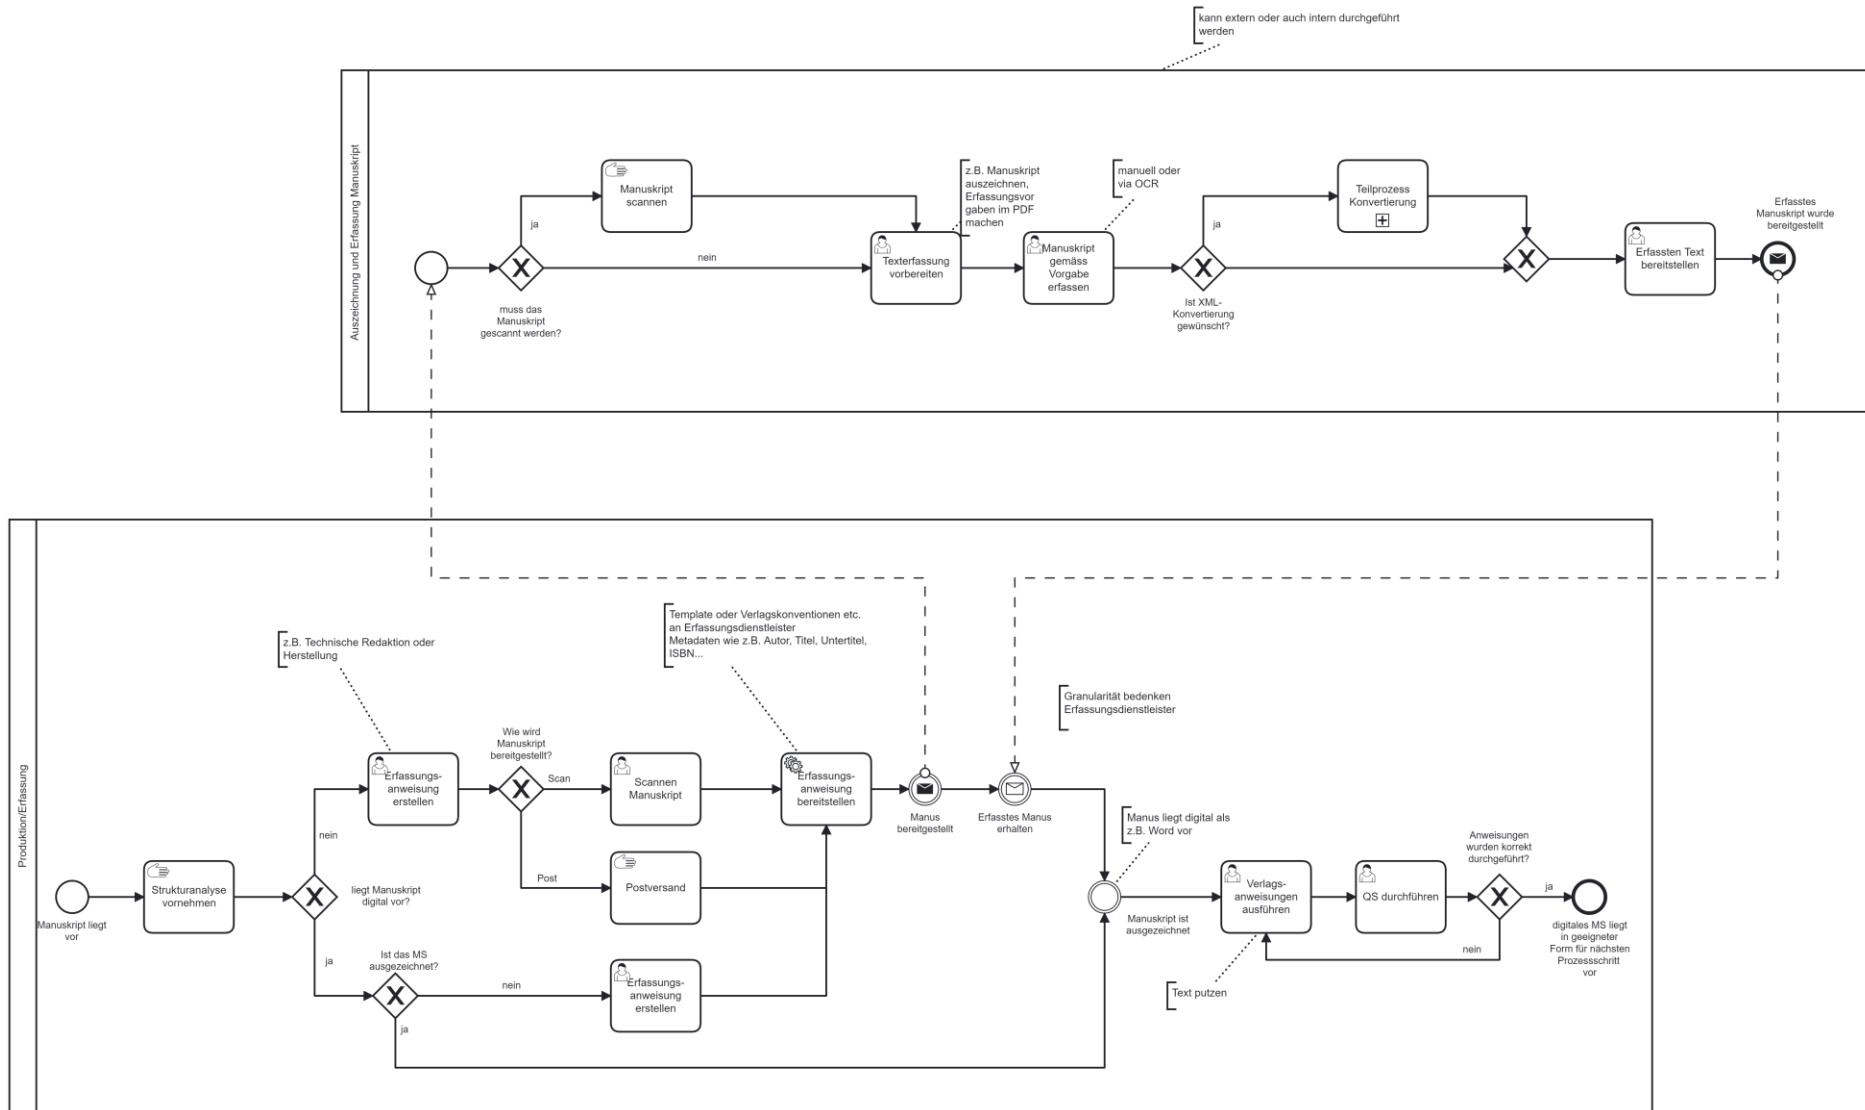 kann extern oder auch intern durchgeführt
werden
Auszeichnung und Erfassung Manuskript
Manuskript
scannen
ja
nein
muss das
Manuskript
gescannt werden?
z.B. Manuskript
auszeichnen,
Erfassungsvor
gaben im PDF
machen
Texterfassung
vorbereiten
manuell oder
via OCR
Manuskript
gemäss
Vorgabe
erfassen
ja
Ist XML-
Konvertierung
gewünscht?
Teilprozess
Konvertierung
Erfassten Text
bereitstellen
Erfasstes
Manuskript wurde
bereitgestellt
Produktion/Erfassung
Manuskript liegt
vor
Strukturanalyse
vornehmen
liegt Manuskript
digital vor?
nein
ja
z.B. Technische Redaktion oder
Herstellung
Erfassungs-
anweisung
erstellen
Wie wird
Manuskript
bereitgestellt?
Scan
Post
Scannen
Manuskript
Postversand
Ist das MS
ausgezeichnet?
nein
ja
Erfassungs-
anweisung
erstellen
Template oder Verlagskonventionen etc.
an Erfassungsdienstleister
Metadaten wie z.B. Autor, Titel, Untertitel,
ISBN...
Erfassungs-
anweisung
bereitstellen
Manus
bereitgestellt
Erfasstes Manus
erhalten
Granularität bedenken
Erfassungsdienstleister
Manus liegt digital als
z.B. Word vor
Manuskript ist
ausgezeichnet
Verlags-
anweisungen
ausführen
Text putzen
QS durchführen
Anweisungen
wurden korrekt
durchgeführt?
ja
nein
digitales MS liegt
in geeigneter
Form für nächsten
Prozessschritt
vor